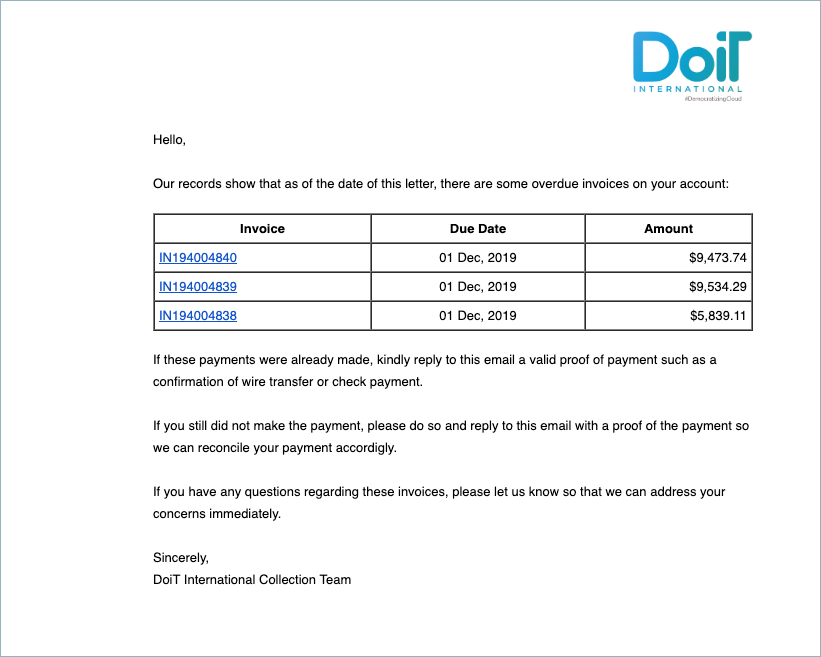 DoiT
INTERNATIONAL
#DemocratizingCloud
Hello,
Our records show that as of the date of this letter, there are some overdue invoices on your account:
Invoice Due Date Amount
IN194004840 01 Dec, 2019 $9,473.74
IN194004839 01 Dec, 2019 $9,534.29
IN194004838 01 Dec, 2019 $5,839.11
If these payments were already made, kindly reply to this email a valid proof of payment such as a
confirmation of wire transfer or check payment.
If you still did not make the payment, please do so and reply to this email with a proof of the payment so
we can reconcile your payment accordigly.
If you have any questions regarding these invoices, please let us know so that we can address your
concerns immediately.
Sincerely,
DoiT International Collection Team